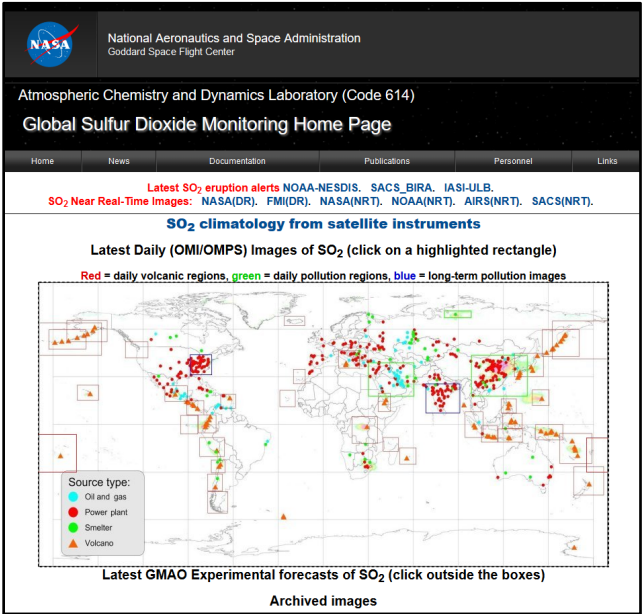 NASA
National Aeronautics and Space Administration
Goddard Space Flight Center
Atmospheric Chemistry and Dynamics Laboratory (Code 614)
Global Sulfur Dioxide Monitoring Home Page
Home News Documentation Publications Personnel Links
Latest SO2 eruption alerts NOAA-NESDIS. SACS_BIRA. IASI-ULB.
SO2 Near Real-Time Images: NASA(DR). FMI(DR). NASA(NRT). NOAA(NRT). AIRS(NRT). SACS(NRT).
SO2 climatology from satellite instruments
Latest Daily (OMI/OMPS) Images of SO2 (click on a highlighted rectangle)
Red = daily volcanic regions, green = daily pollution regions, blue = long-term pollution images
Source type:
Oil and gas
Power plant
Smelter
Volcano
Latest GMAO Experimental forecasts of SO2 (click outside the boxes)
Archived images